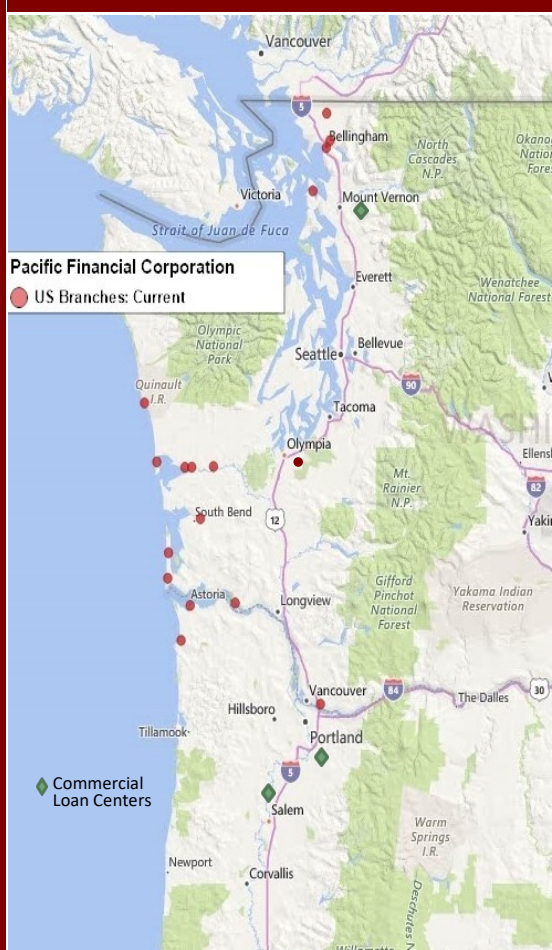 Vancouver
5
Bellingham
North
Cascades
N.P.
Victoria
Mount Vernon
Strait of Juan de Fuca
Pacific Financial Corporation
US Branches: Current
Everett
Wenatchee
National Forest
Olympic
National
Park
Seattle
Bellevue
Quinault
I.R.
90
Tacoma
Olympia
Mt.
Rainier
N.P.
82
South Bend
12
Astoria
Longview
Gifford
Pinchot
National
Forest
Yakama Indian
Reservation
Vancouver
84
30
The Dalles
Hillsboro
Portland
Tillamook
5
Commercial
Loan Centers
Salem
Warm
Springs
I.R.
Newport
Corvallis